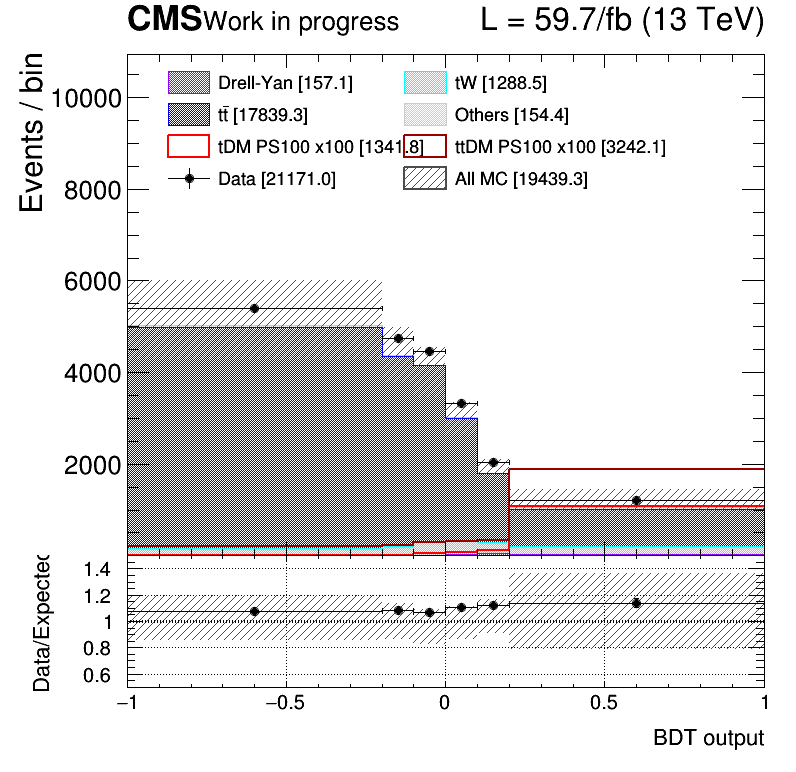 CMS Work in progress L = 59.7/fb (13 TeV)
Events / bin
10000
8000
6000
4000
2000
Drell-Yan [157.1] tW [1288.5]
tt̄ [17839.3] Others [154.4]
tDM PS100 x100 [1341.8] ttDM PS100 x100 [3242.1]
Data [21171.0] All MC [19439.3]
Data/Expected
1.4
1.2
1
0.8
0.6
−1 −0.5 0 0.5 1
BDT output